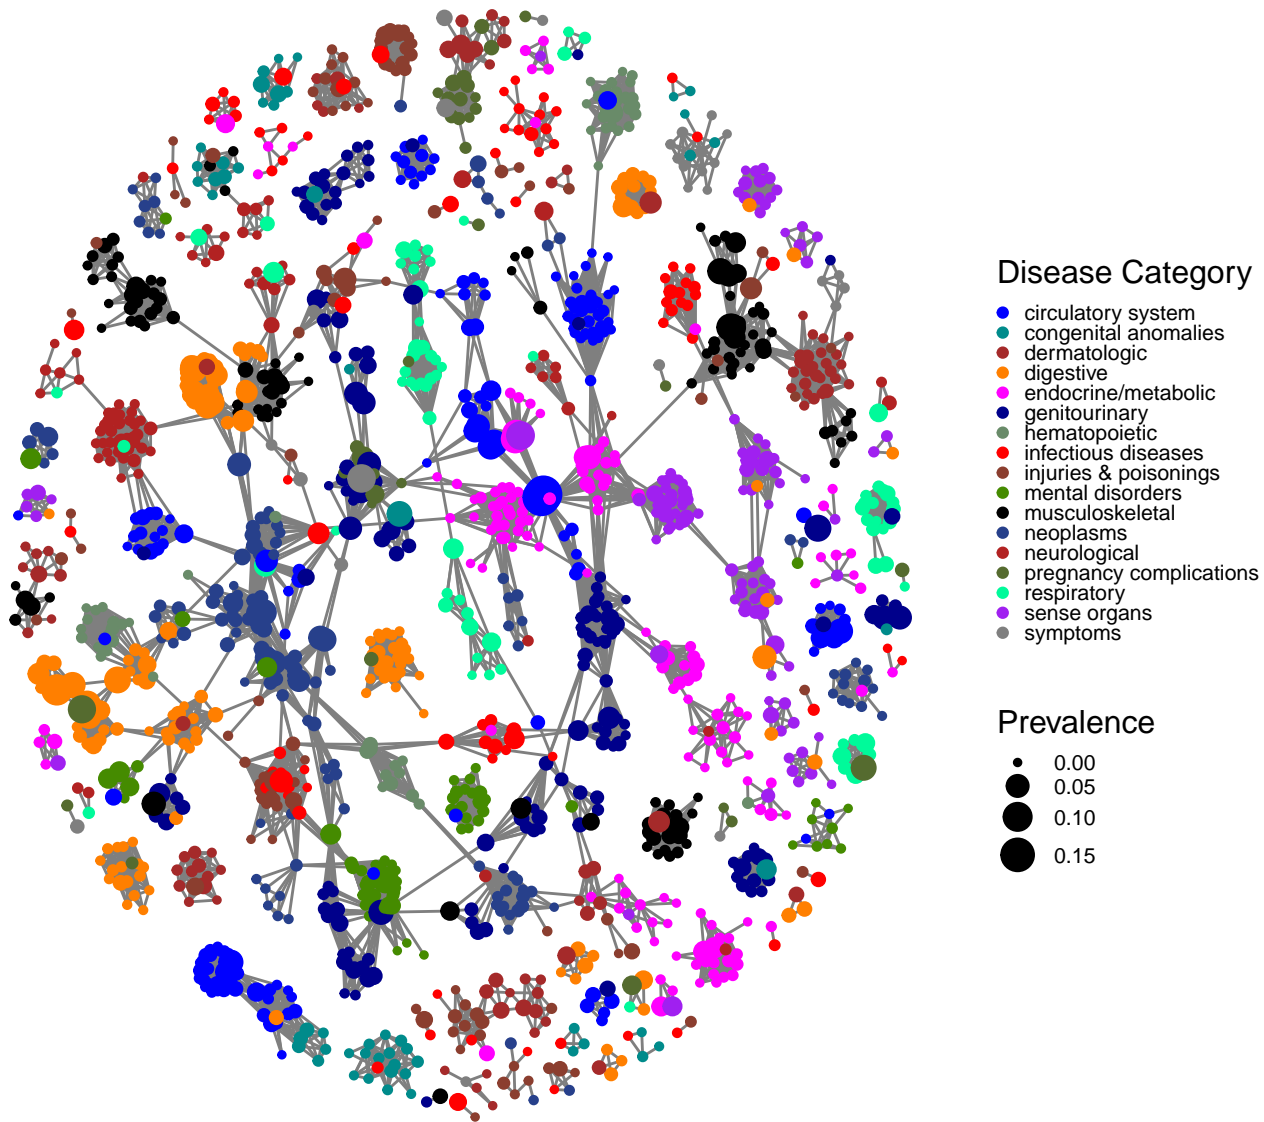 Disease Category
circulatory system
congenital anomalies
dermatologic
digestive
endocrine/metabolic
genitourinary
hematopoietic
infectious diseases
injuries & poisonings
mental disorders
musculoskeletal
neoplasms
neurological
pregnancy complications
respiratory
sense organs
symptoms
Prevalence
0.00
0.05
0.10
0.15